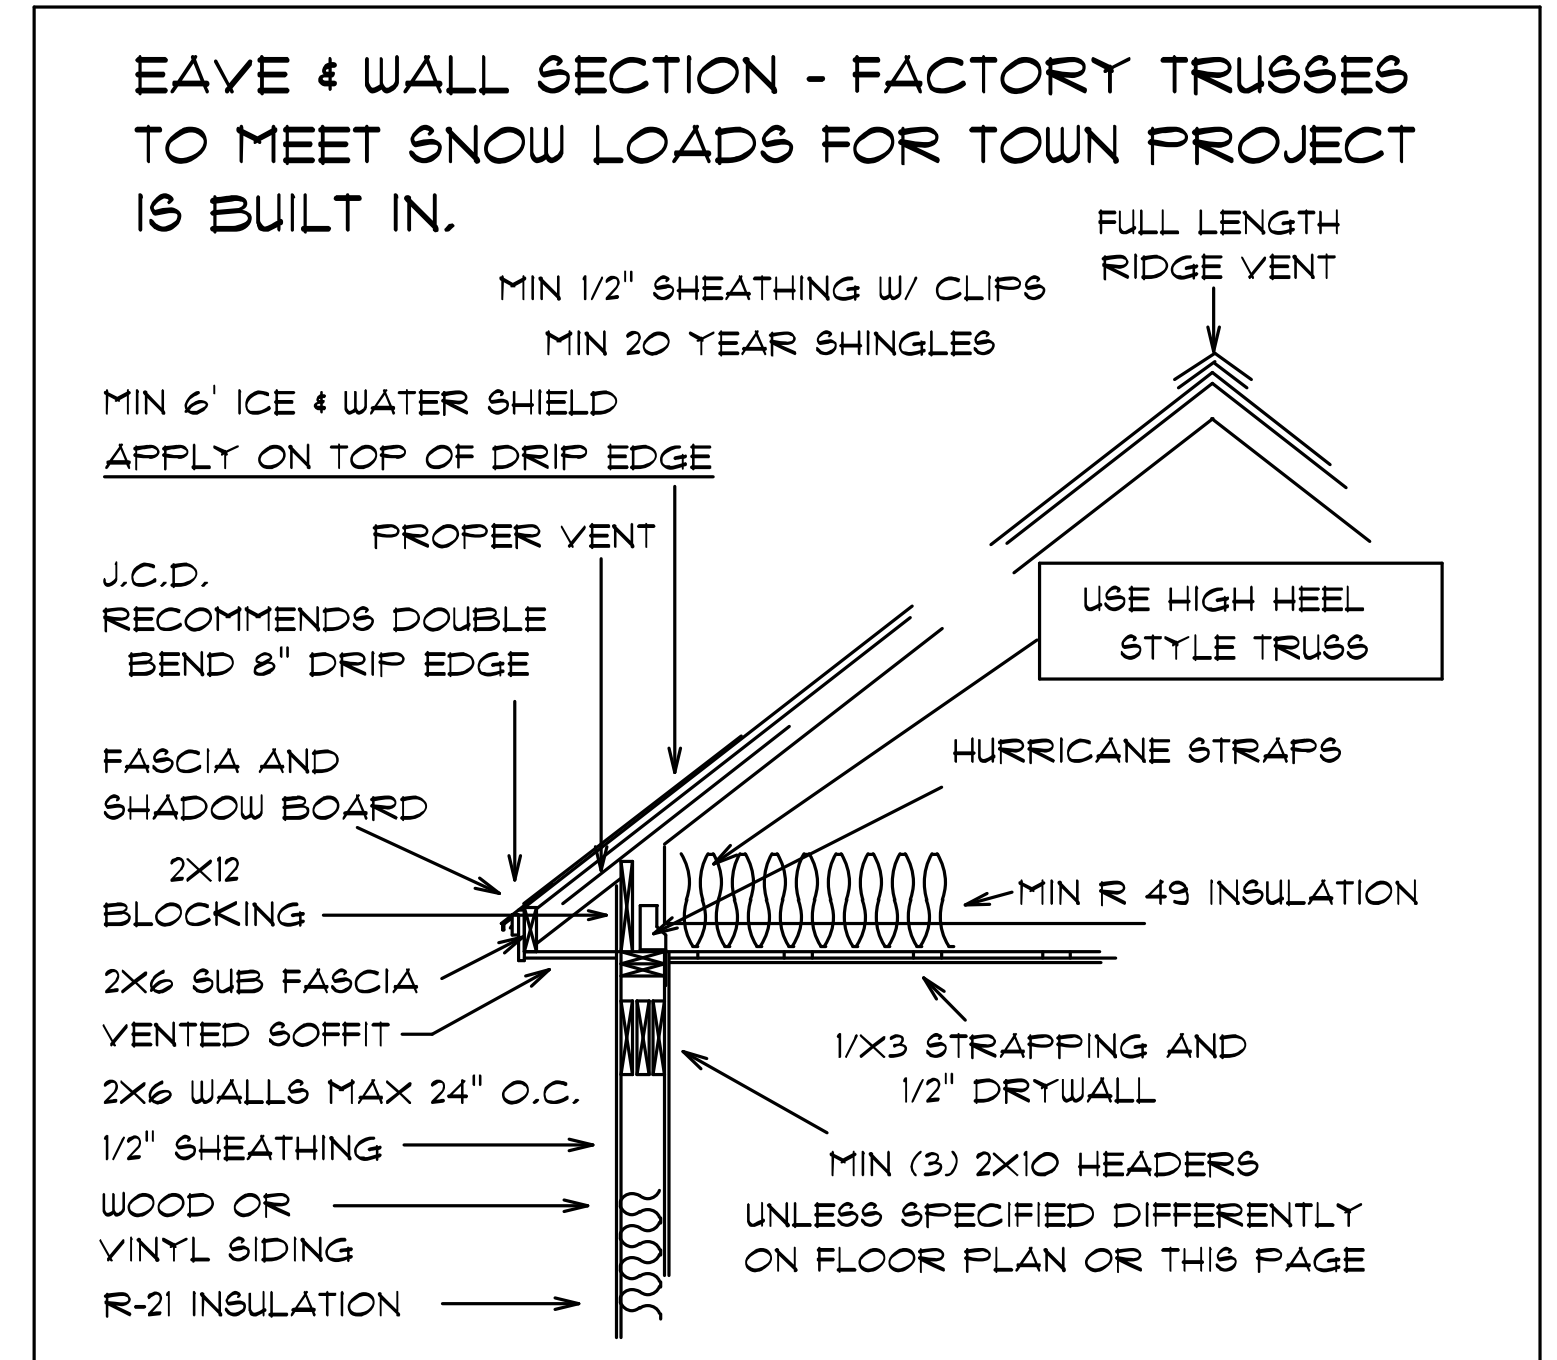 EAVE & WALL SECTION - FACTORY TRUSSES
TO MEET SNOW LOADS FOR TOWN PROJECT
IS BUILT IN.
FULL LENGTH
RIDGE VENT
MIN 1/2" SHEATHING W/ CLIPS
MIN 20 YEAR SHINGLES
MIN 6' ICE & WATER SHIELD
APPLY ON TOP OF DRIP EDGE
PROPER VENT
J.C.D.
RECOMMENDS DOUBLE
BEND 8" DRIP EDGE
USE HIGH HEEL
STYLE TRUSS
HURRICANE STRAPS
FASCIA AND
SHADOW BOARD
2X12
BLOCKING
MIN R 49 INSULATION
2X6 SUB FASCIA
VENTED SOFFIT
1/X3 STRAPPING AND
1/2" DRYWALL
2X6 WALLS MAX 24" O.C.
1/2" SHEATHING
MIN (3) 2X10 HEADERS
UNLESS SPECIFIED DIFFERENTLY
ON FLOOR PLAN OR THIS PAGE
WOOD OR
VINYL SIDING
R-21 INSULATION